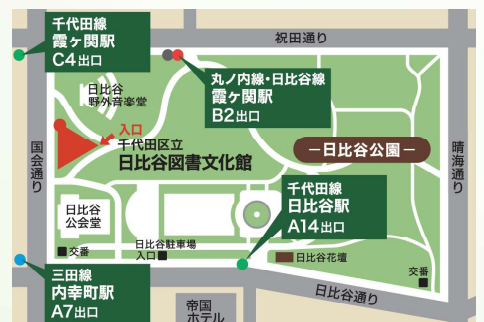 千代田線
霞ヶ関駅
C4出口
祝田通り
丸ノ内線・日比谷線
霞ヶ関駅
B2出口
日比谷
野外音楽堂
入口
千代田区立
日比谷図書文化館
国会通り
－日比谷公園－
晴海通り
千代田線
日比谷駅
A14出口
日比谷
公会堂
交番
日比谷駐車場
入口
日比谷花壇
交番
三田線
内幸町駅
A7出口
日比谷通り
帝国
ホテル